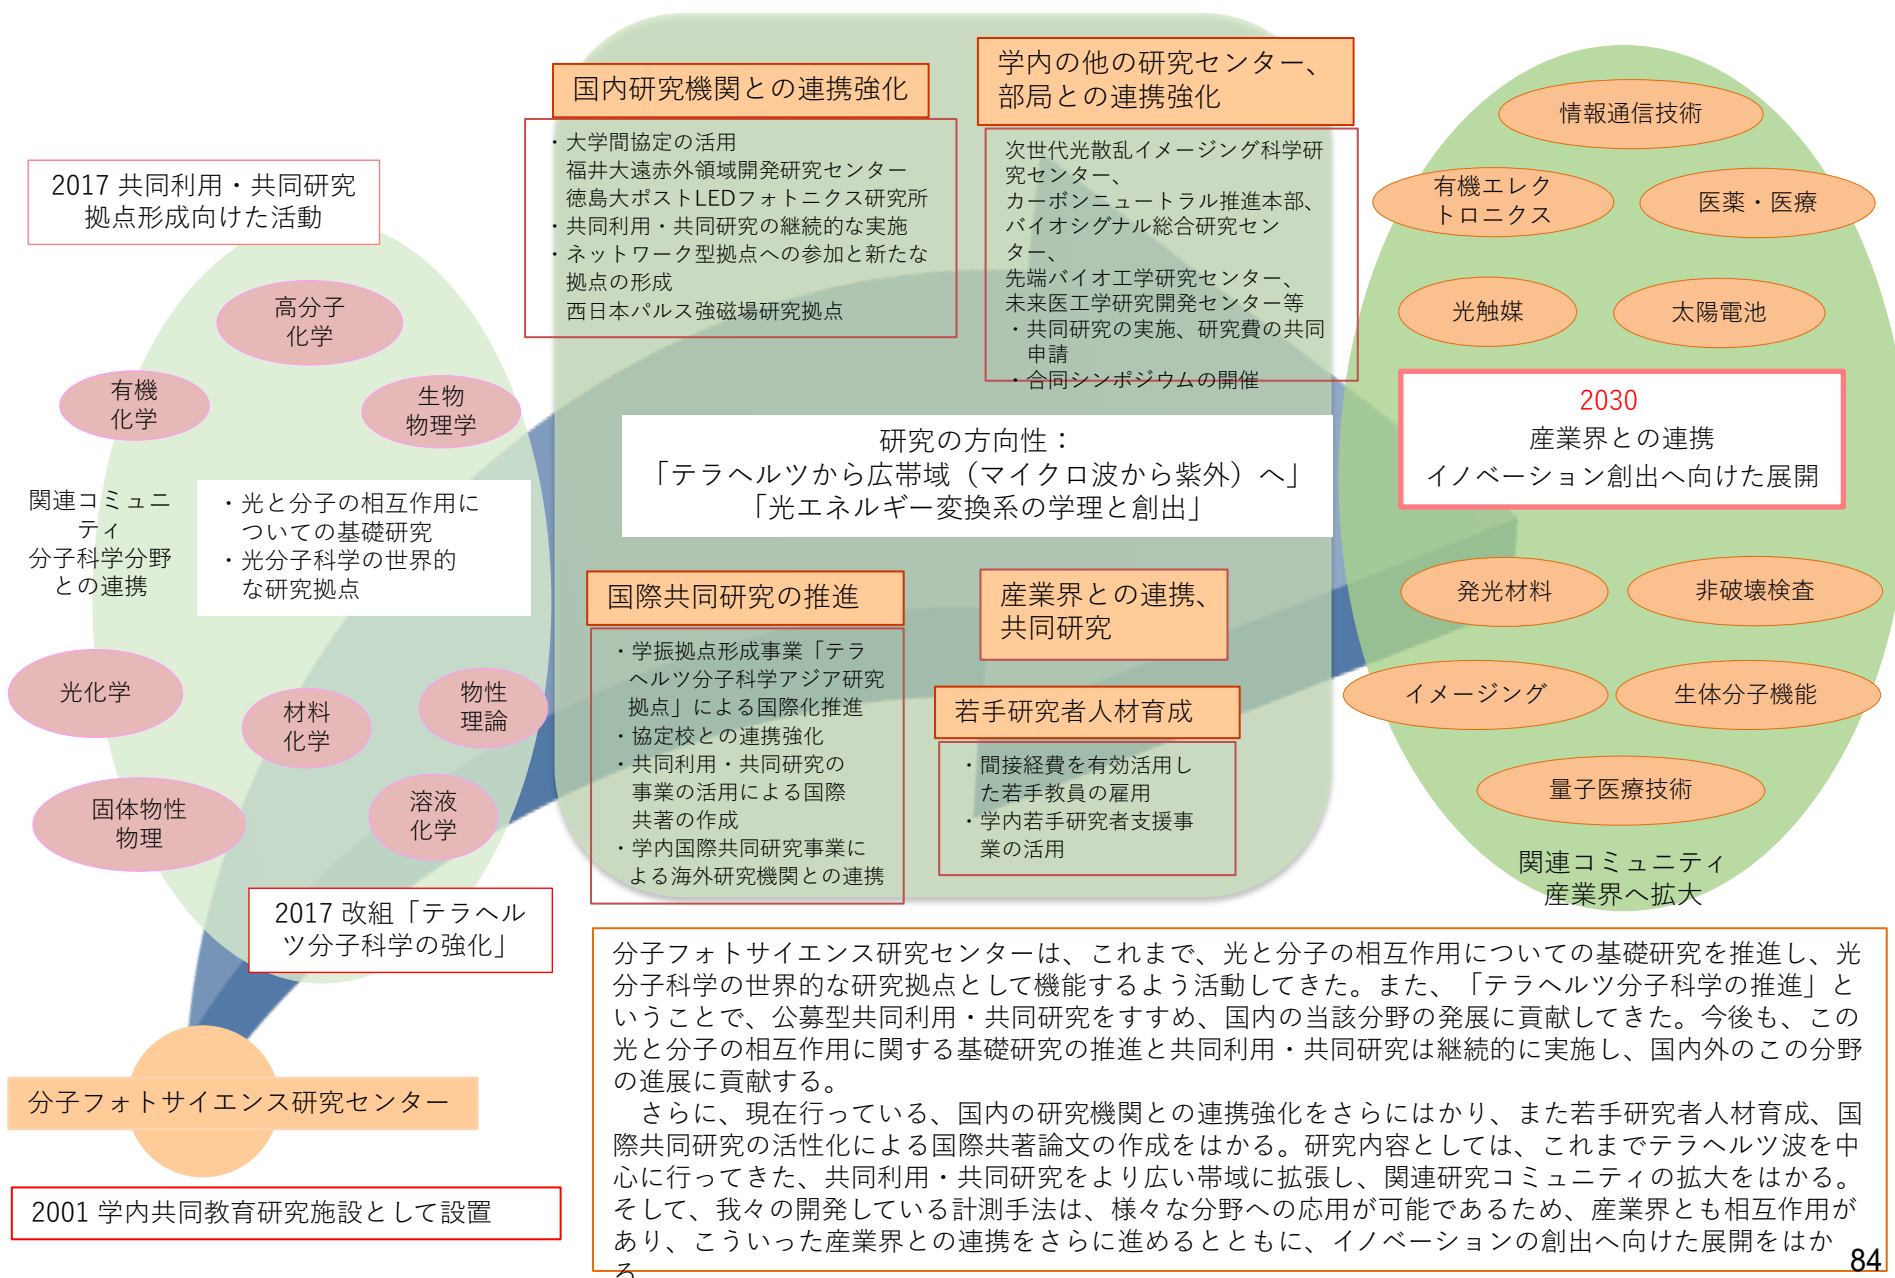 国内研究機関との連携強化
・大学間協定の活用
福井大遠赤外領域開発研究センター
徳島大ポストLEDフォトニクス研究所
・共同利用・共同研究の継続的な実施
・ネットワーク型拠点への参加と新たな
拠点の形成
西日本パルス強磁場研究拠点
学内の他の研究センター、
部局との連携強化
次世代光散乱イメージング科学研
究センター、
カーボンニュートラル推進本部、
バイオシグナル総合研究セン
ター、
先端バイオ工学研究センター、
未来医工学研究開発センター等
・共同研究の実施、研究費の共同
申請
・合同シンポジウムの開催
2017 共同利用・共同研究
拠点形成向けた活動
高分子
化学
有機
化学
生物
物理学
関連コミュニ
ティ
分子科学分野
との連携
・光と分子の相互作用に
ついての基礎研究
・光分子科学の世界的
な研究拠点
光化学
材料
化学
物性
理論
固体物性
物理
溶液
化学
2017 改組「テラヘル
ツ分子科学の強化」
分子フォトサイエンス研究センター
2001 学内共同教育研究施設として設置
研究の方向性：
「テラヘルツから広帯域（マイクロ波から紫外）へ」
「光エネルギー変換系の学理と創出」
国際共同研究の推進
・学振拠点形成事業「テラ
ヘルツ分子科学アジア研究
拠点」による国際化推進
・協定校との連携強化
・共同利用・共同研究の
事業の活用による国際
共著の作成
・学内国際共同研究事業に
よる海外研究機関との連携
産業界との連携、
共同研究
若手研究者人材育成
・間接経費を有効活用し
た若手教員の雇用
・学内若手研究者支援事
業の活用
情報通信技術
有機エレク
トロニクス
医薬・医療
光触媒
太陽電池
2030
産業界との連携
イノベーション創出へ向けた展開
発光材料
非破壊検査
イメージング
生体分子機能
量子医療技術
関連コミュニティ
産業界へ拡大
分子フォトサイエンス研究センターは、これまで、光と分子の相互作用についての基礎研究を推進し、光
分子科学の世界的な研究拠点として機能するよう活動してきた。また、「テラヘルツ分子科学の推進」と
いうことで、公募型共同利用・共同研究をすすめ、国内の当該分野の発展に貢献してきた。今後も、この
光と分子の相互作用に関する基礎研究の推進と共同利用・共同研究は継続的に実施し、国内外のこの分野
の進展に貢献する。
さらに、現在行っている、国内の研究機関との連携強化をさらにはかり、また若手研究者人材育成、国
際共同研究の活性化による国際共著論文の作成をはかる。研究内容としては、これまでテラヘルツ波を中
心に行ってきた、共同利用・共同研究をより広い帯域に拡張し、関連研究コミュニティの拡大をはかる。
そして、我々の開発している計測手法は、様々な分野への応用が可能であるため、産業界とも相互作用が
あり、こういった産業界との連携をさらに進めるとともに、イノベーションの創出へ向けた展開をはか
84